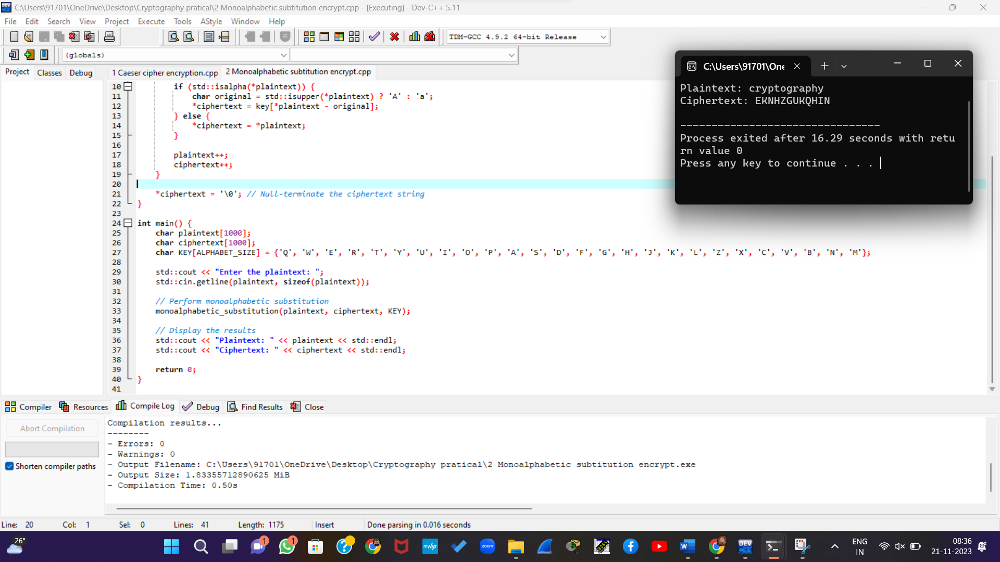 C:\Users\91701\OneDrive\Desktop\Cryptography pratical\2 Monoalphabetic subtitution encrypt.cpp - [Executing] - Dev-C++ 5.11
File Edit Search View Project Execute Tools AStyle Window Help
TDM-GCC 4.9.2 64-bit Release
(globals)
Project Classes Debug
1 Caeser cipher encryption.cpp 2 Monoalphabetic subtitution encrypt.cpp
10 if (std::isalpha(*plaintext)) {
11 char original = std::isupper(*plaintext) ? 'A' : 'a';
12 *ciphertext = key[*plaintext - original];
13 } else {
14 *ciphertext = *plaintext;
15 }
16
17 plaintext++;
18 ciphertext++;
19 }
20
21 *ciphertext = '\0'; // Null-terminate the ciphertext string
22 }
23
24 int main() {
25 char plaintext[1000];
26 char ciphertext[1000];
27 char KEY[ALPHABET_SIZE] = {'Q', 'W', 'E', 'R', 'T', 'Y', 'U', 'I', 'O', 'P', 'A', 'S', 'D', 'F', 'G', 'H', 'J', 'K', 'L', 'Z', 'X', 'C', 'V', 'B', 'N', 'M'};
28
29 std::cout << "Enter the plaintext: ";
30 std::cin.getline(plaintext, sizeof(plaintext));
31
32 // Perform monoalphabetic substitution
33 monoalphabetic_substitution(plaintext, ciphertext, KEY);
34
35 // Display the results
36 std::cout << "Plaintext: " << plaintext << std::endl;
37 std::cout << "Ciphertext: " << ciphertext << std::endl;
38
39 return 0;
40 }
41
C:\Users\91701\One
Plaintext: cryptography
Ciphertext: EKNHZGUKQHIN
--------------------------------
Process exited after 16.29 seconds with retu
rn value 0
Press any key to continue . . .
Compiler Resources Compile Log Debug Find Results Close
Abort Compilation
Shorten compiler paths
Compilation results...
--------
- Errors: 0
- Warnings: 0
- Output Filename: C:\Users\91701\OneDrive\Desktop\Cryptography pratical\2 Monoalphabetic subtitution encrypt.exe
- Output Size: 1.83355712890625 MiB
- Compilation Time: 0.50s
Line: 20 Col: 1 Sel: 0 Lines: 41 Length: 1175 Insert Done parsing in 0.016 seconds
26°
1
1
myhp
zoom
DEV
ENG
IN
08:36
21-11-2023